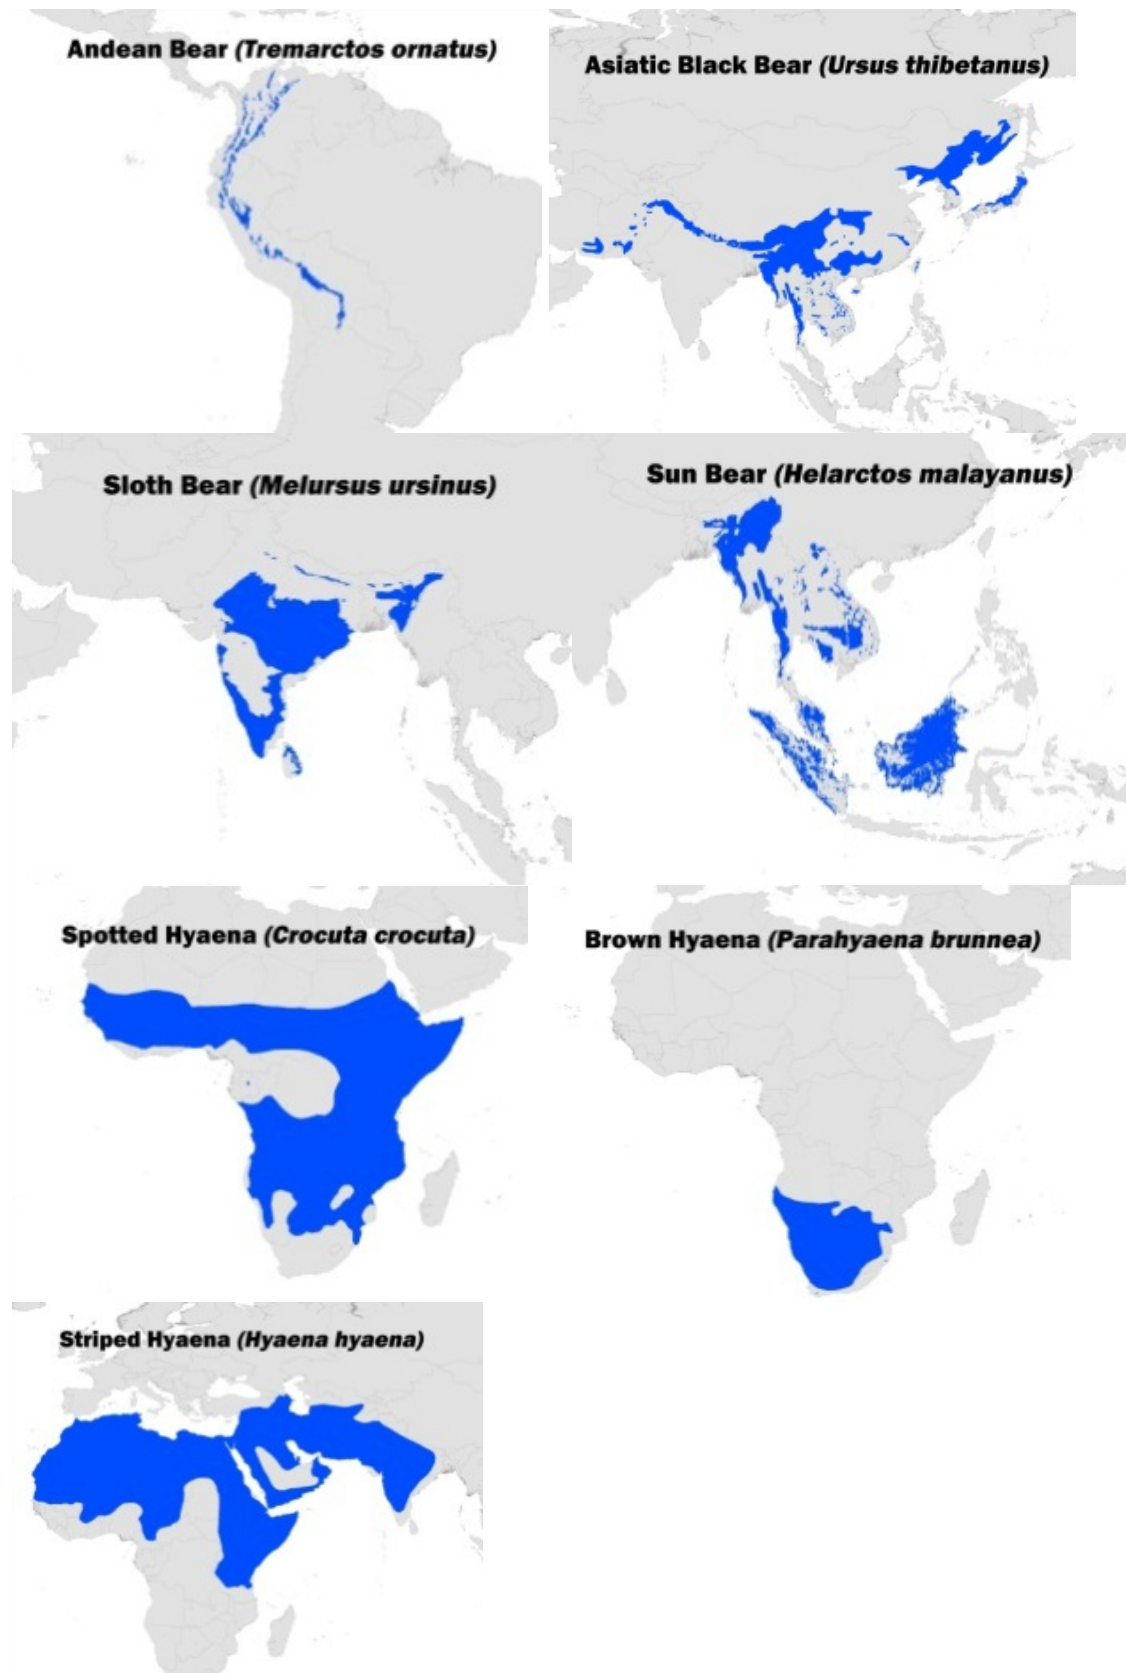 Andean Bear (Tremarctos ornatus)
Asiatic Black Bear (Ursus thibetanus)
Sloth Bear (Melursus ursinus)
Sun Bear (Helarctos malayanus)
Spotted Hyaena (Crocuta crocuta)
Brown Hyaena (Parahyaena brunnea)
Striped Hyaena (Hyaena hyaena)